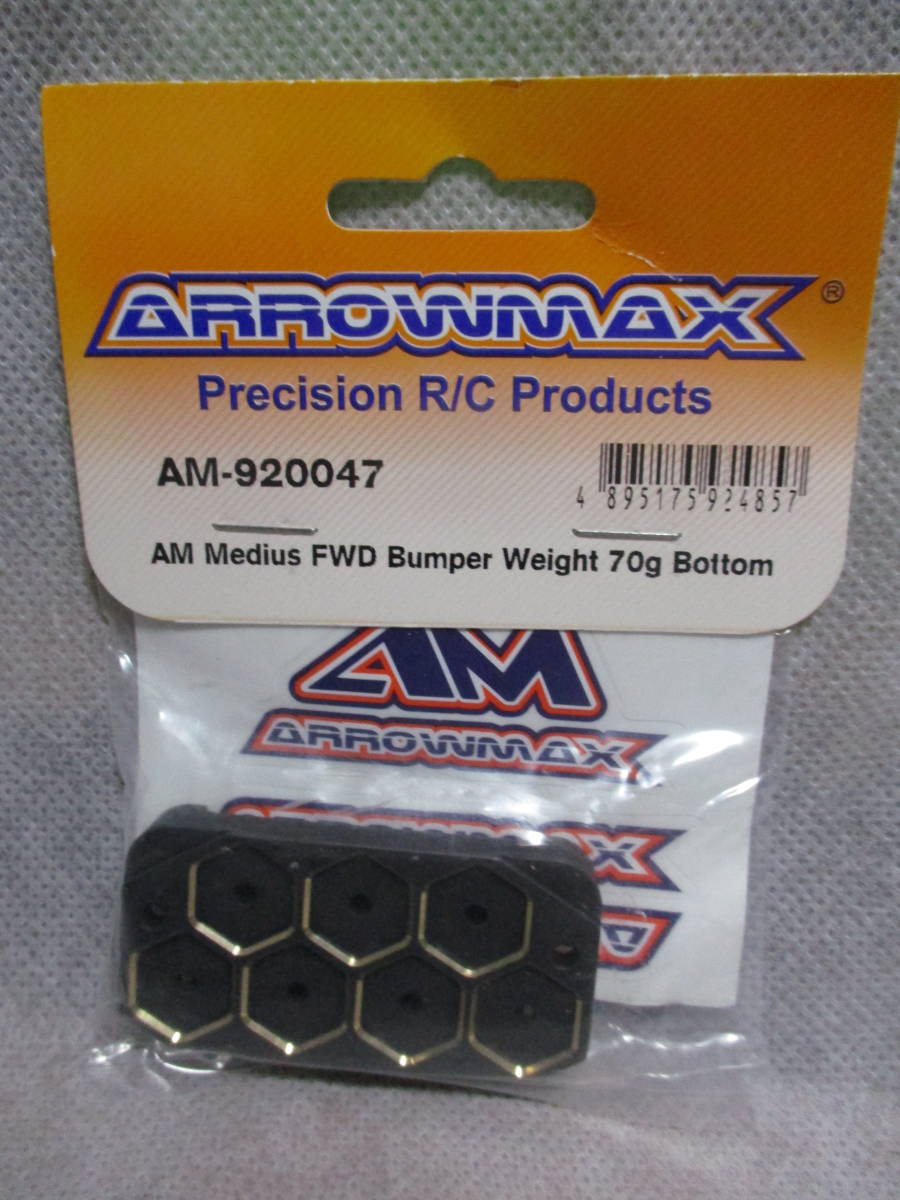 ARROWMAX ®
Precision R/C Products
AM-920047
4 895175 924857
AM Medius FWD Bumper Weight 70g Bottom
AM
ARROWMAX